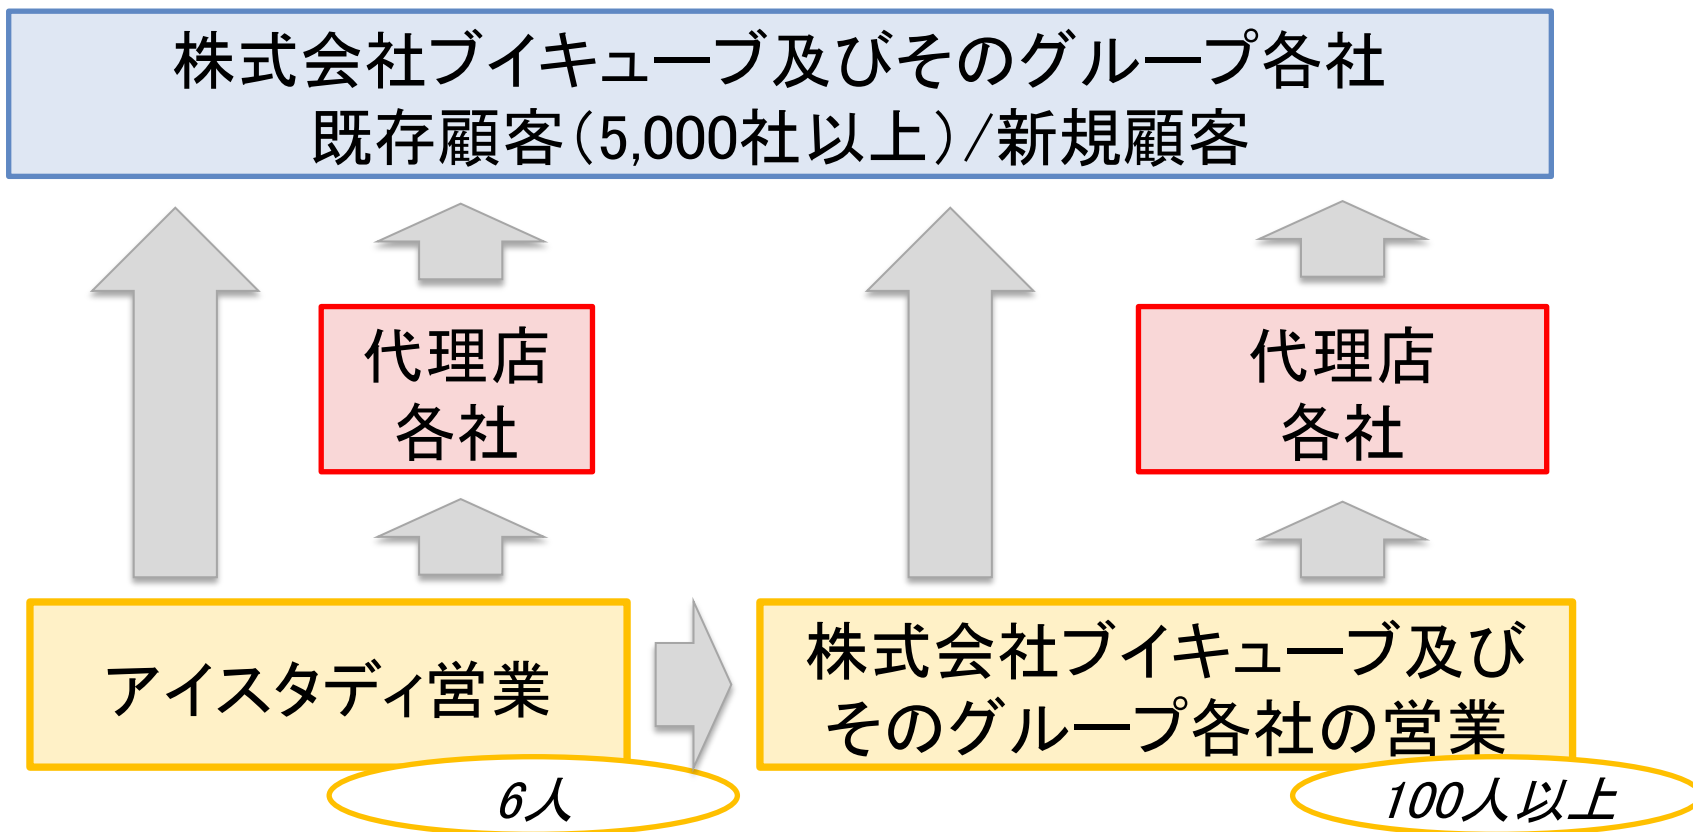 株式会社ブイキューブ及びそのグループ各社
既存顧客(5,000社以上)/新規顧客
代理店
各社
代理店
各社
アイスタディ営業
6人
株式会社ブイキューブ及び
そのグループ各社の営業
100人以上